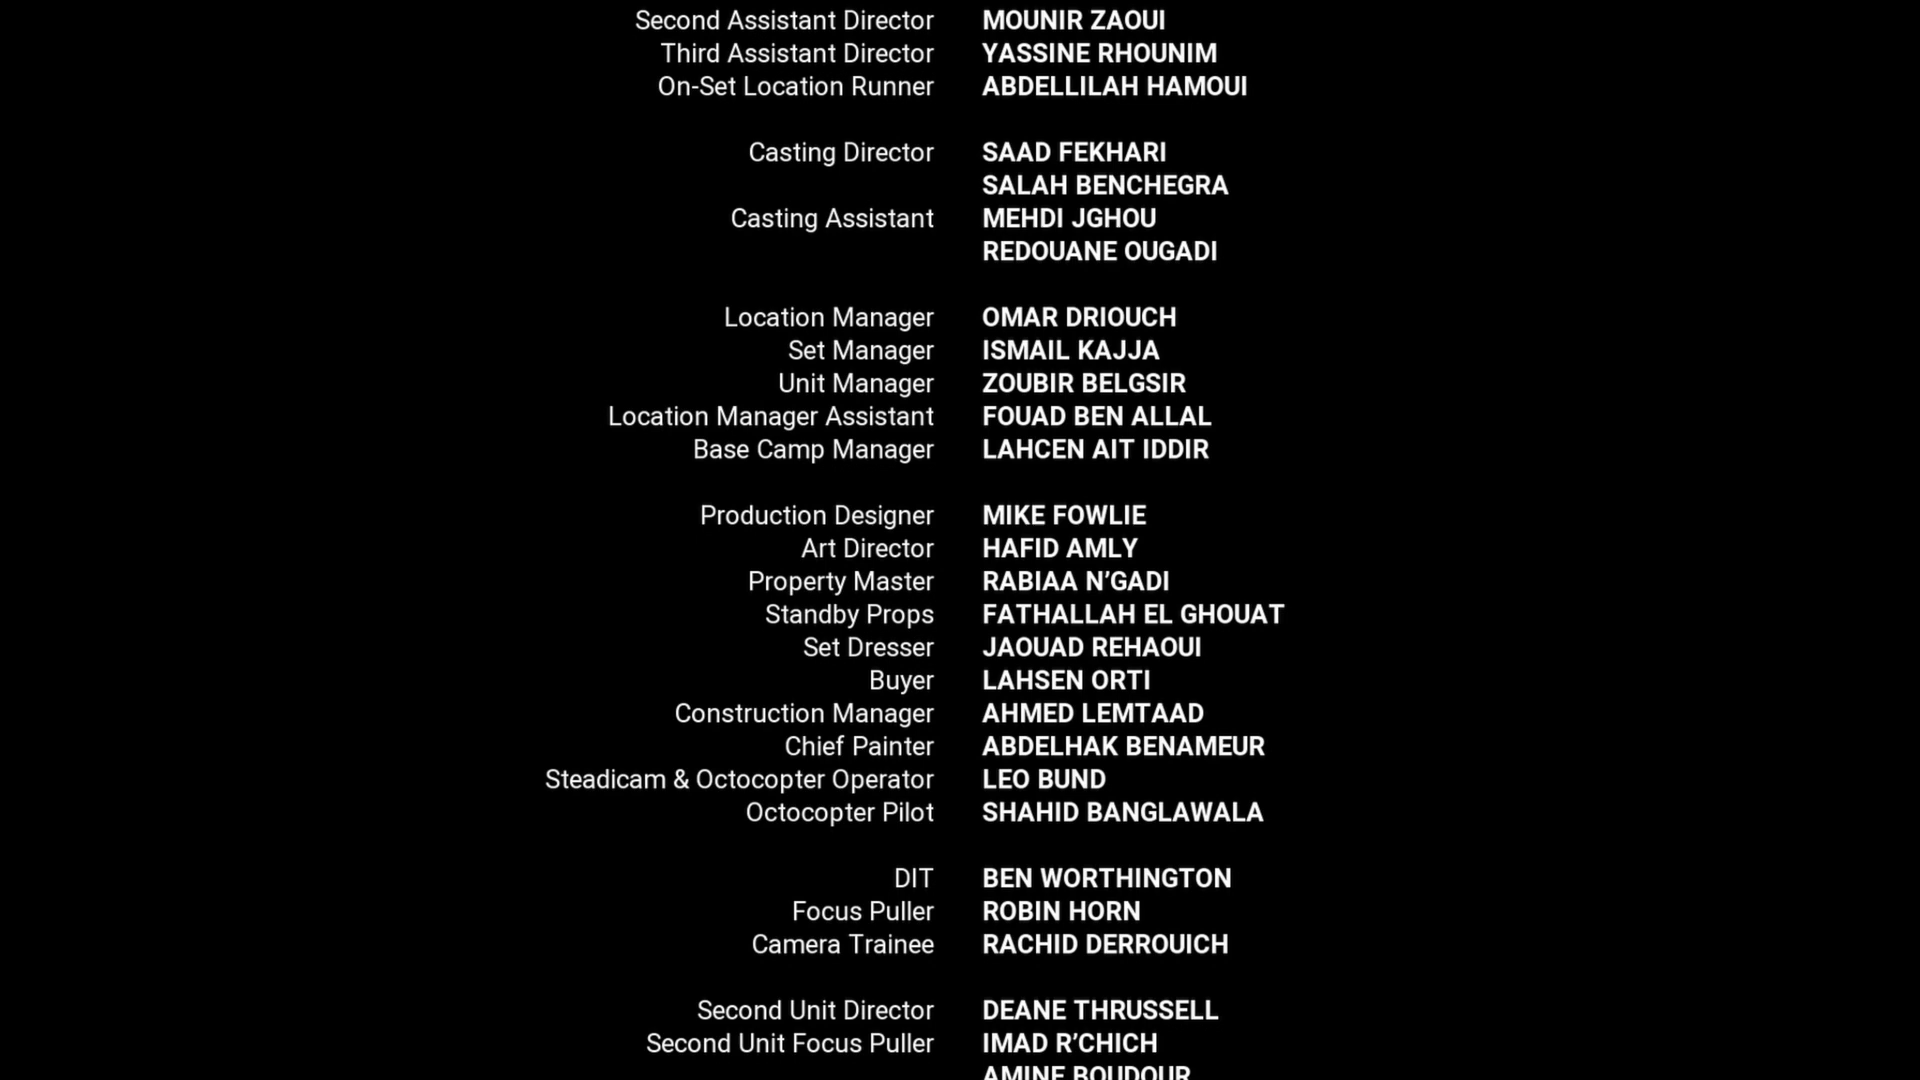 Second Assistant Director MOUNIR ZAOUI
Third Assistant Director YASSINE RHOUNIM
On-Set Location Runner ABDELLILAH HAMOUI
Casting Director SAAD FEKHARI
SALAH BENCHEGRA
Casting Assistant MEHDI JGHOU
REDOUANE OUGADI
Location Manager OMAR DRIOUCH
Set Manager ISMAIL KAJJA
Unit Manager ZOUBIR BELGSIR
Location Manager Assistant FOUAD BEN ALLAL
Base Camp Manager LAHCEN AIT IDDIR
Production Designer MIKE FOWLIE
Art Director HAFID AMLY
Property Master RABIAA N’GADI
Standby Props FATHALLAH EL GHOUAT
Set Dresser JAOUAD REHAOUI
Buyer LAHSEN ORTI
Construction Manager AHMED LEMTAAD
Chief Painter ABDELHAK BENAMEUR
Steadicam & Octocopter Operator LEO BUND
Octocopter Pilot SHAHID BANGLAWALA
DIT BEN WORTHINGTON
Focus Puller ROBIN HORN
Camera Trainee RACHID DERROUICH
Second Unit Director DEANE THRUSSELL
Second Unit Focus Puller IMAD R’CHICH
AMINE BOUDOUR